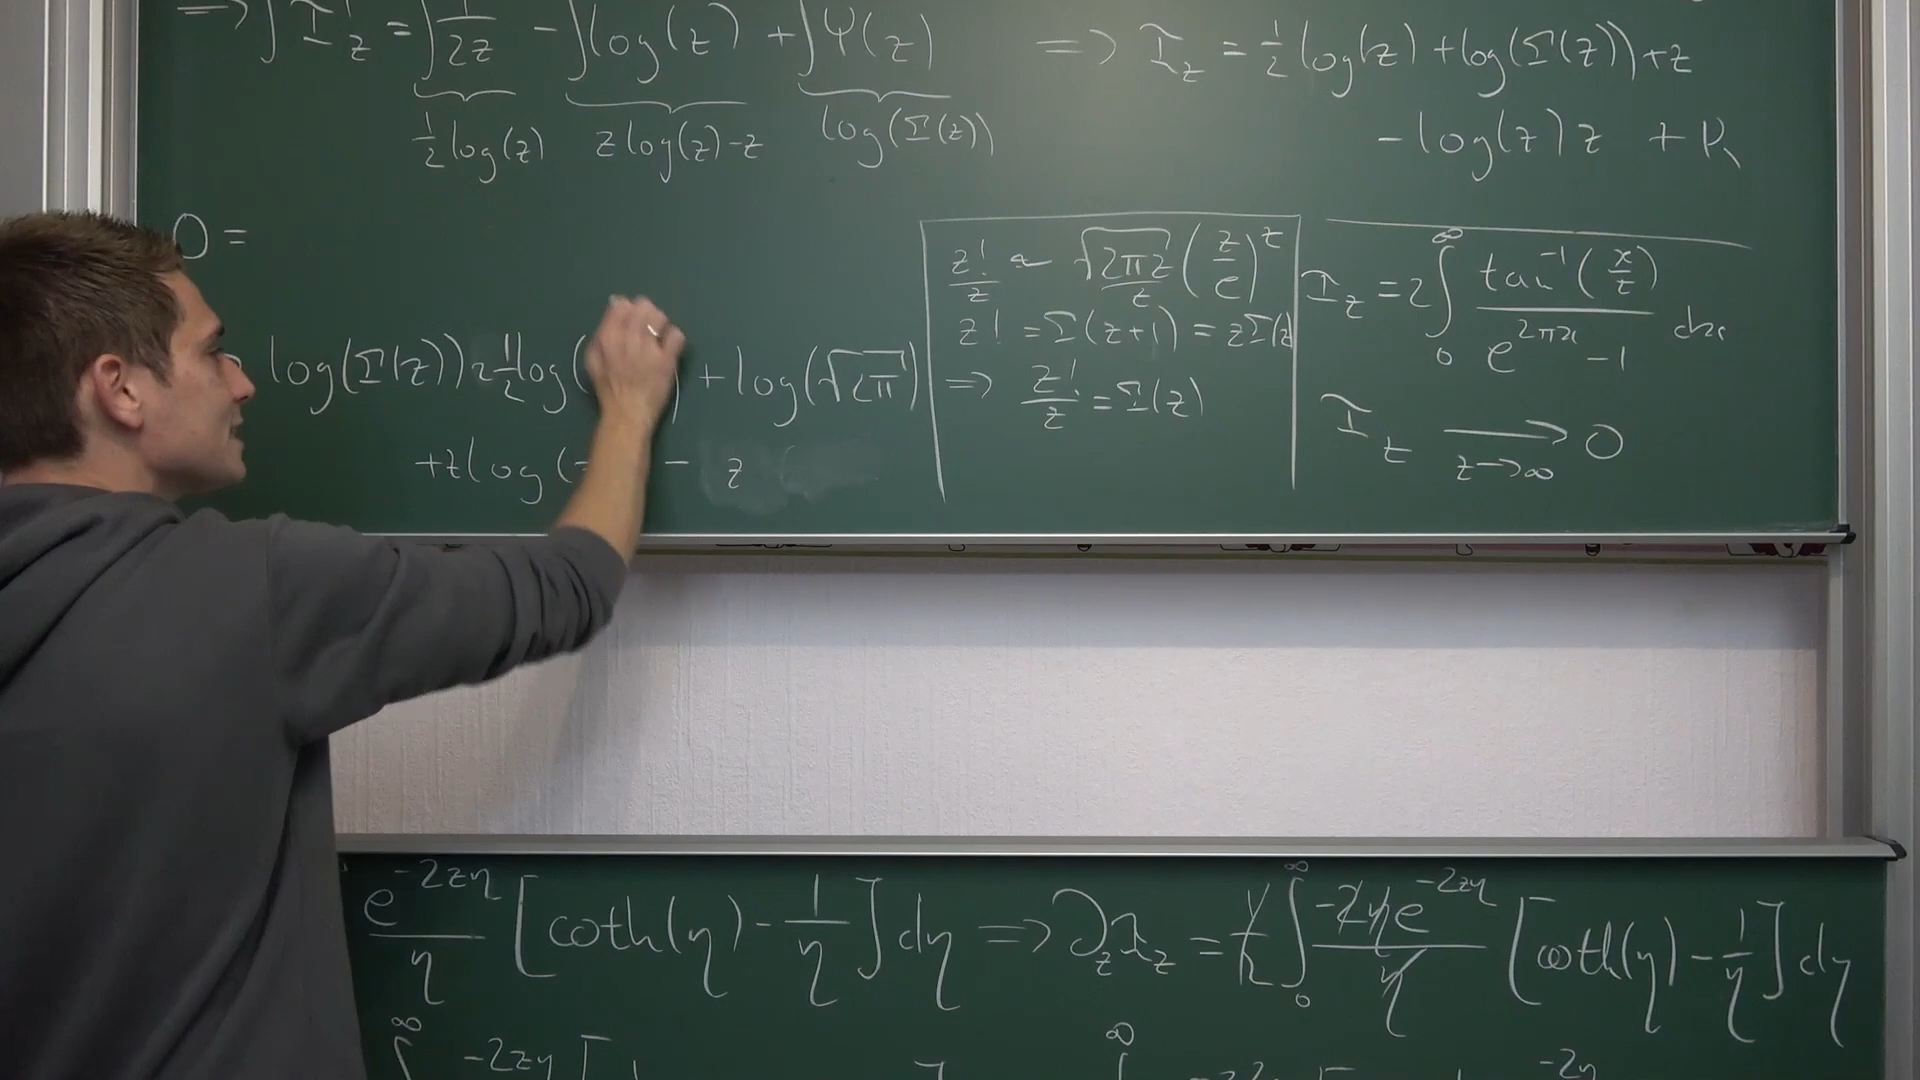 ⟹ ∫ I'_z = ∫ 1/2z − ∫ log(z) + ∫ Ψ(z)
1/2 log(z)   z log(z) − z   log(Γ(z))
⟹ I_z = 1/2 log(z) + log(Γ(z)) + z
− log(z) z + R
0 =
log(Γ(z)) ≈ 1/2 log( ) + log(√2π)
+ z log( − z
z!/z ~ √2πz/z (z/e)^z
z! = Γ(z+1) = zΓ(z
⟹ z!/z = Γ(z)
I_z = 2 ∫_0^∞ tan^-1(x/z) / e^2πx − 1 dx
I_z ⟶ 0
z→∞
e^-2zη / η [coth(η) − 1/η] dη ⟹ ∂_z I_z = 1/2 ∫_0^∞ −2ηe^-2zη / η [coth(η) − 1/η] dη
∞ −2zη [ ∞ −2η